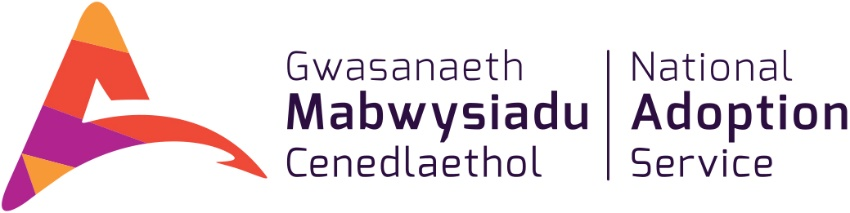 Gwasanaeth
Mabwysiadu
Cenedlaethol
National
Adoption
Service